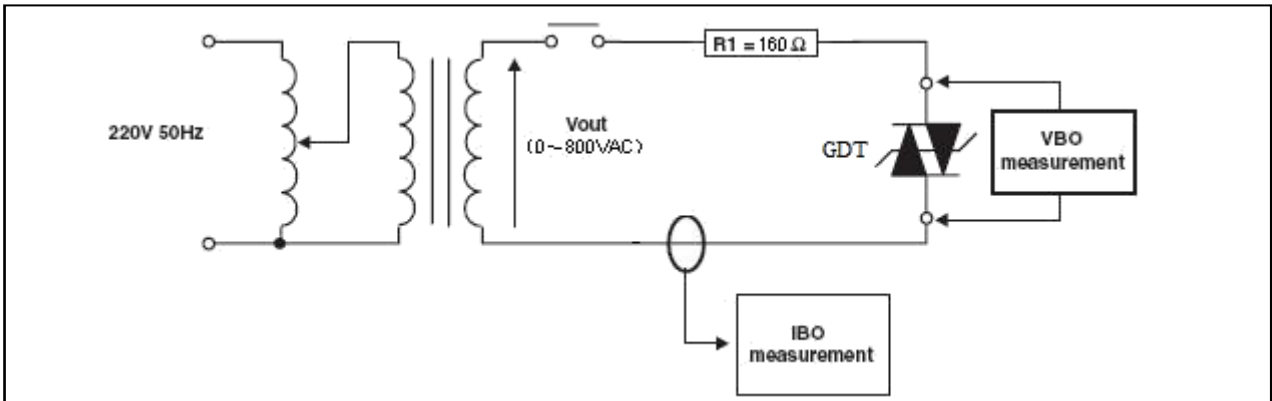 220V 50Hz
Vout
(0~800VAC)
R1 = 160 Ω
GDT
VBO
measurement
IBO
measurement